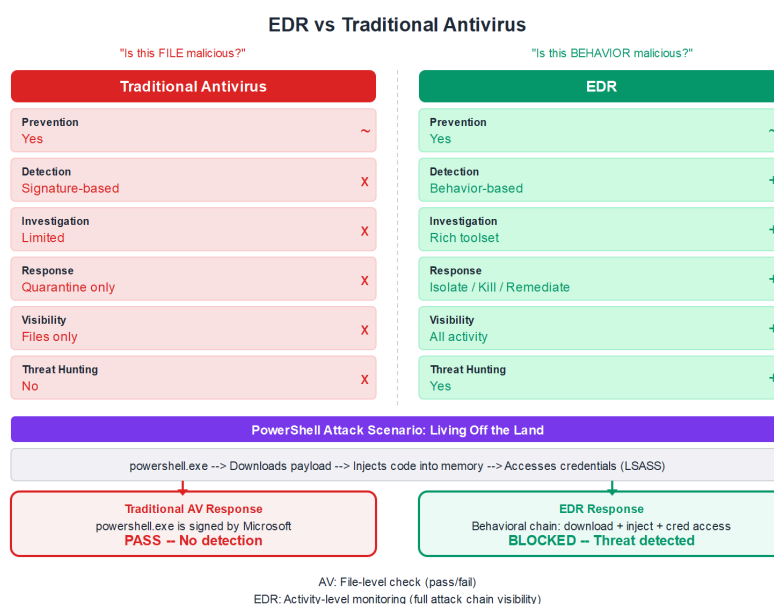 EDR vs Traditional Antivirus
"Is this FILE malicious?"
Traditional Antivirus
Prevention
Yes
~
Detection
Signature-based
X
Investigation
Limited
X
Response
Quarantine only
X
Visibility
Files only
X
Threat Hunting
No
X
"Is this BEHAVIOR malicious?"
EDR
Prevention
Yes
~
Detection
Behavior-based
+
Investigation
Rich toolset
+
Response
Isolate / Kill / Remediate
+
Visibility
All activity
+
Threat Hunting
Yes
+
PowerShell Attack Scenario: Living Off the Land
powershell.exe --> Downloads payload --> Injects code into memory --> Accesses credentials (LSASS)
Traditional AV Response
powershell.exe is signed by Microsoft
PASS -- No detection
EDR Response
Behavioral chain: download + inject + cred access
BLOCKED -- Threat detected
AV: File-level check (pass/fail)
EDR: Activity-level monitoring (full attack chain visibility)